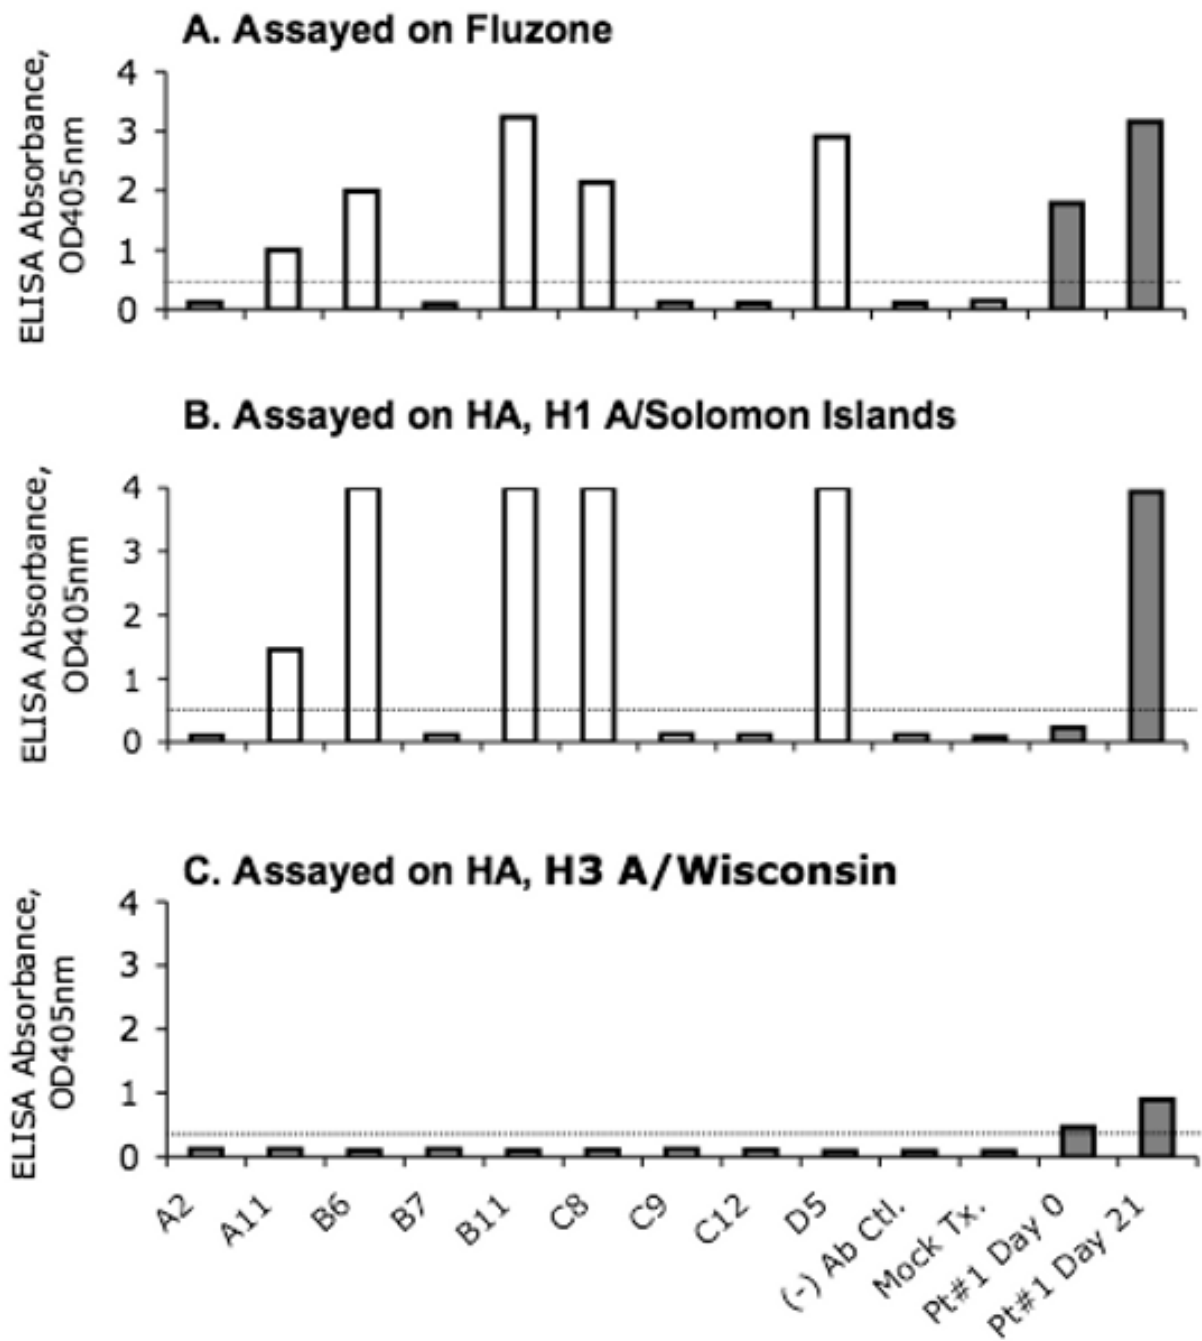 A. Assayed on Fluzone
ELISA Absorbance,
OD405nm
4
3
2
1
0
B. Assayed on HA, H1 A/Solomon Islands
ELISA Absorbance,
OD405nm
4
3
2
1
0
C. Assayed on HA, H3 A/Wisconsin
ELISA Absorbance,
OD405nm
4
3
2
1
0
A2
A11
B6
B7
B11
C8
C9
C12
D5
(-) Ab Ctl.
Mock Tx.
Pt#1 Day 0
Pt#1 Day 21